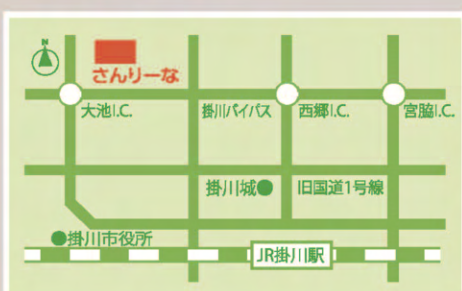 N
さんりーな
大池I.C.
掛川バイパス
西郷I.C.
宮脇I.C.
掛川城
旧国道1号線
掛川市役所
JR掛川駅